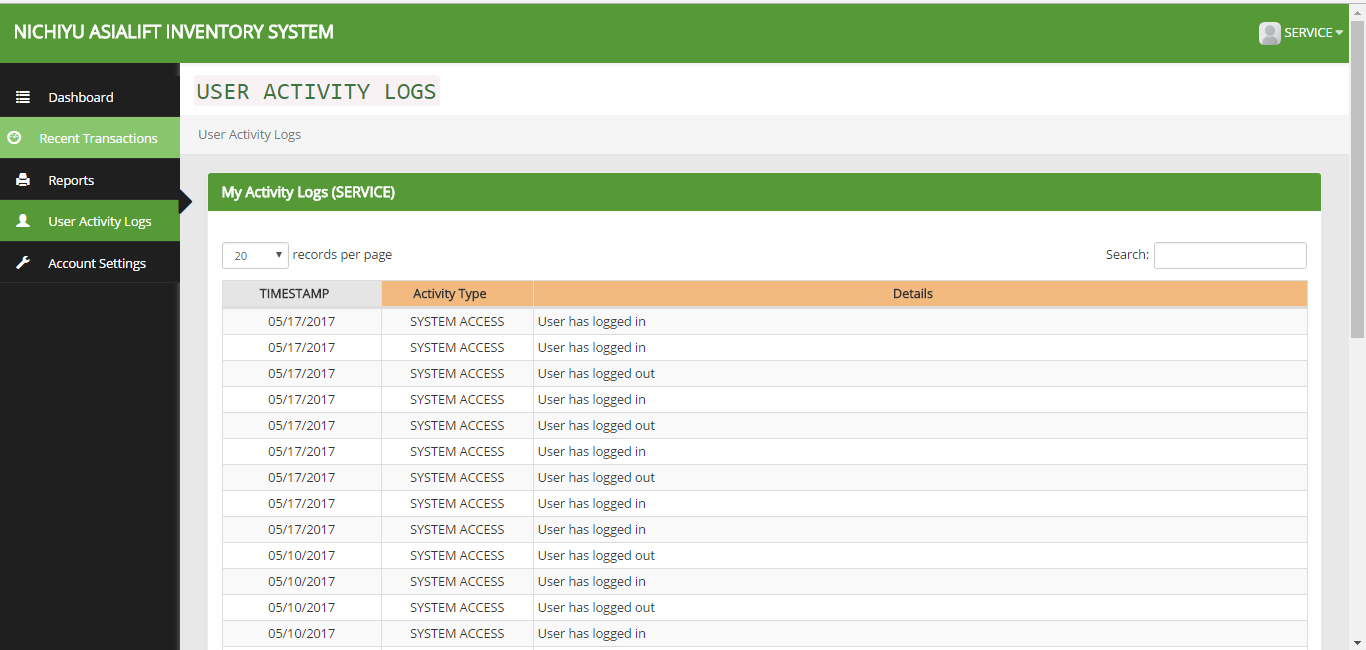 NICHIYU ASIALIFT INVENTORY SYSTEM
SERVICE
Dashboard
Recent Transactions
Reports
User Activity Logs
Account Settings
USER ACTIVITY LOGS
User Activity Logs
My Activity Logs (SERVICE)
20 records per page
Search:
TIMESTAMP Activity Type Details
05/17/2017 SYSTEM ACCESS User has logged in
05/17/2017 SYSTEM ACCESS User has logged in
05/17/2017 SYSTEM ACCESS User has logged out
05/17/2017 SYSTEM ACCESS User has logged in
05/17/2017 SYSTEM ACCESS User has logged out
05/17/2017 SYSTEM ACCESS User has logged in
05/17/2017 SYSTEM ACCESS User has logged out
05/17/2017 SYSTEM ACCESS User has logged in
05/17/2017 SYSTEM ACCESS User has logged in
05/10/2017 SYSTEM ACCESS User has logged out
05/10/2017 SYSTEM ACCESS User has logged in
05/10/2017 SYSTEM ACCESS User has logged out
05/10/2017 SYSTEM ACCESS User has logged in